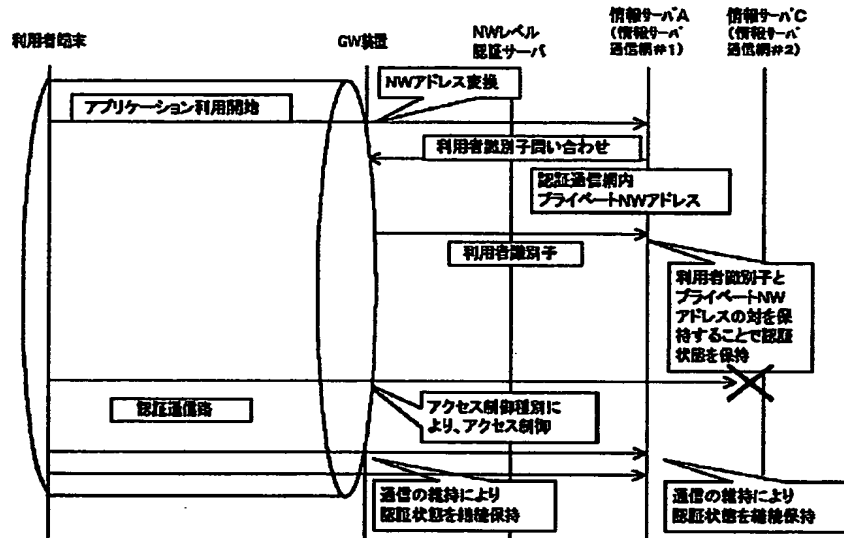 利用者端末
GW装置
NWレベル
認証サーバ
情報サーバA
(情報サーバ
通信網#1)
情報サーバC
(情報サーバ
通信網#2)
NWアドレス変換
アプリケーション利用開始
利用者識別子問い合わせ
認証通信網内
プライベートNWアドレス
利用者識別子
利用者識別子と
プライベートNW
アドレスの対を保
持することで認証
状態を保持
認証通信路
アクセス制御種別に
より、アクセス制御
通信の維持により
認証状態を継続保持
通信の維持により
認証状態を継続保持